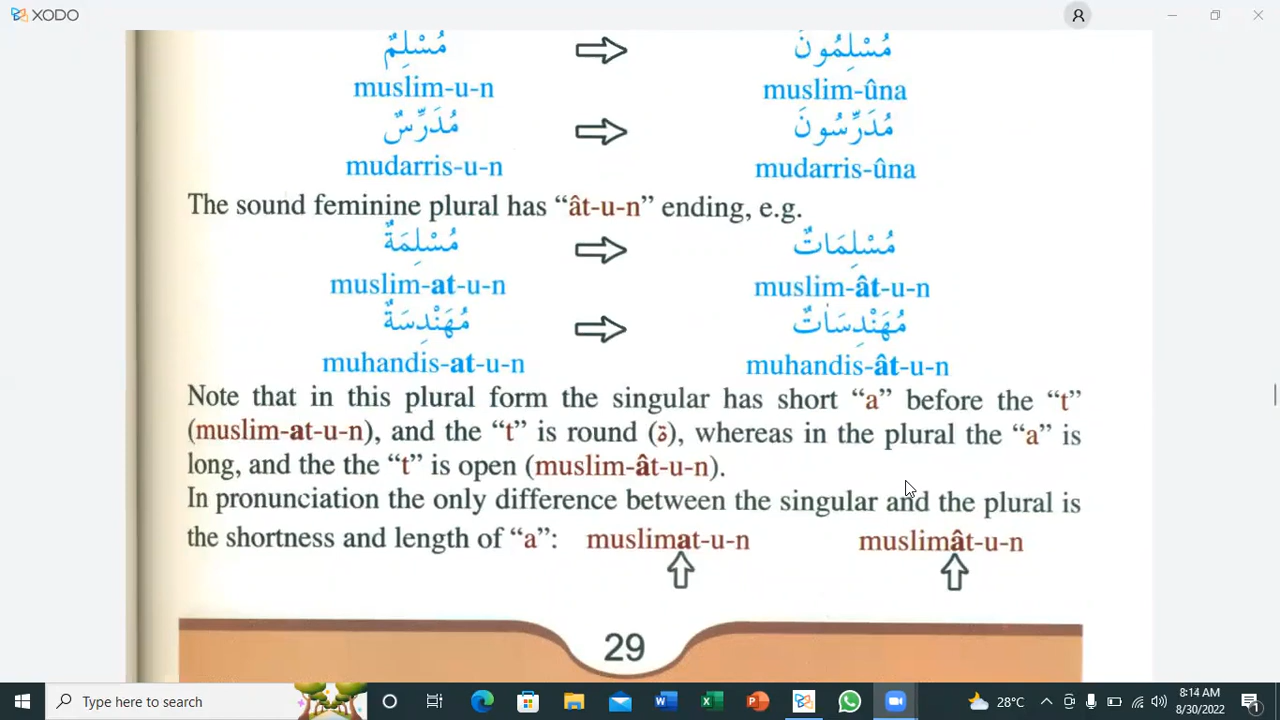 XODO
مُسْلِمٌ ⇨ مُسْلِمُونَ
muslim-u-n muslim-ûna
مُدَرِّسٌ ⇨ مُدَرِّسُونَ
mudarris-u-n mudarris-ûna
The sound feminine plural has “ât-u-n” ending, e.g.
مُسْلِمَةٌ ⇨ مُسْلِمَاتٌ
muslim-at-u-n muslim-ât-u-n
مُهَنْدِسَةٌ ⇨ مُهَنْدِسَاتٌ
muhandis-at-u-n muhandis-ât-u-n
Note that in this plural form the singular has short “a” before the “t”
(muslim-at-u-n), and the “t” is round (ة), whereas in the plural the “a” is
long, and the the “t” is open (muslim-ât-u-n).
In pronunciation the only difference between the singular and the plural is
the shortness and length of “a”: muslimat-u-n muslimât-u-n
29
Type here to search
28°C
8:14 AM
8/30/2022
1